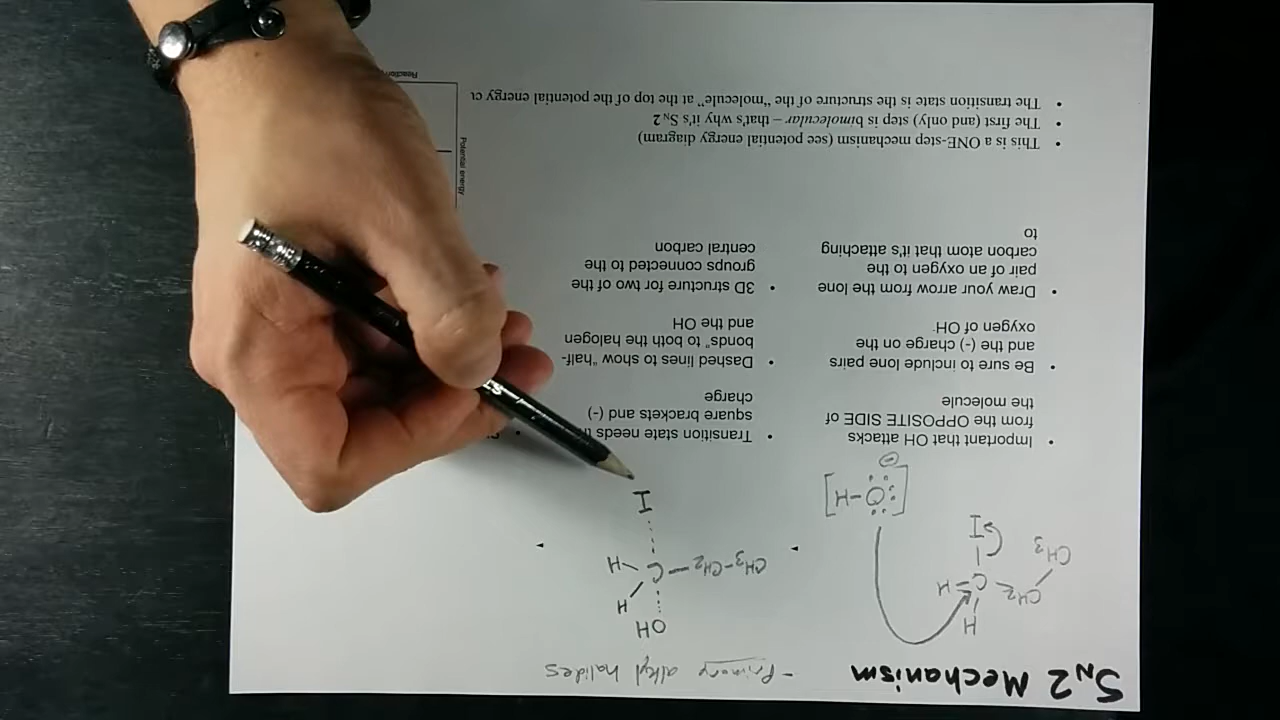 SN2 Mechanism
- Primary alkyl halides
H
CH3
CH2
C
H
I
[:O-H]
⊖
OH
H
CH3-CH2-C
H
I
• Important that OH attacks
from the OPPOSITE SIDE of
the molecule
• Be sure to include lone pairs
and the (-) charge on the
oxygen of OH-
• Draw your arrow from the lone
pair of an oxygen to the
carbon atom that it's attaching
to
• Transition state needs
square brackets and (-)
charge
• Dashed lines to show "half-
bonds" to both the halogen
and the OH
• 3D structure for two of the
groups connected to the
central carbon
• This is a ONE-step mechanism (see potential energy diagram)
• The first (and only) step is bimolecular – that's why it's SN2
• The transition state is the structure of the "molecule" at the top of the potential energy
Potential energy
Reaction